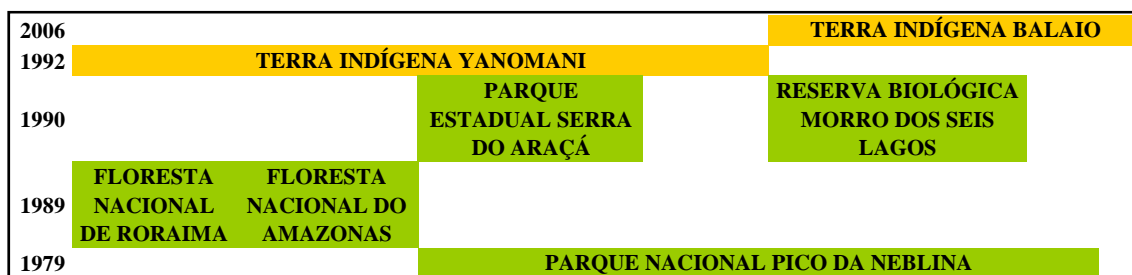 2006 TERRA INDÍGENA BALAIO
1992 TERRA INDÍGENA YANOMANI
PARQUE RESERVA BIOLÓGICA
1990 ESTADUAL SERRA MORRO DOS SEIS
DO ARAÇÁ LAGOS
FLORESTA FLORESTA
1989 NACIONAL NACIONAL DO
DE RORAIMA AMAZONAS
1979 PARQUE NACIONAL PICO DA NEBLINA